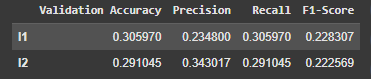 Validation Accuracy Precision Recall F1-Score
l1 0.305970 0.234800 0.305970 0.228307
l2 0.291045 0.343017 0.291045 0.222569